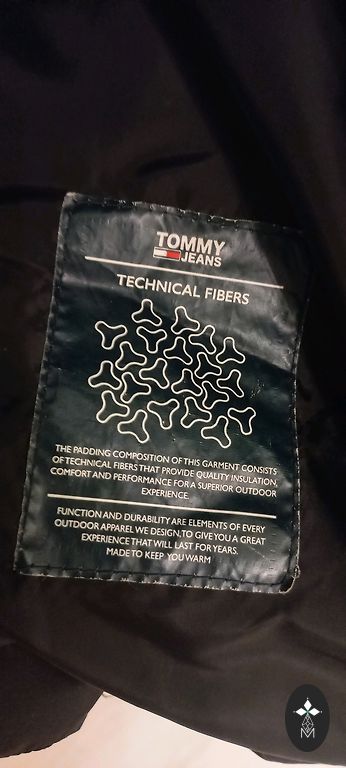 TOMMY
JEANS
TECHNICAL FIBERS
THE PADDING COMPOSITION OF THIS GARMENT CONSISTS
OF TECHNICAL FIBERS THAT PROVIDE QUALITY INSULATION,
COMFORT AND PERFORMANCE FOR A SUPERIOR OUTDOOR
EXPERIENCE.
FUNCTION AND DURABILITY ARE ELEMENTS OF EVERY
OUTDOOR APPAREL WE DESIGN, TO GIVE YOU A GREAT
EXPERIENCE THAT WILL LAST FOR YEARS.
MADE TO KEEP YOU WARM
M